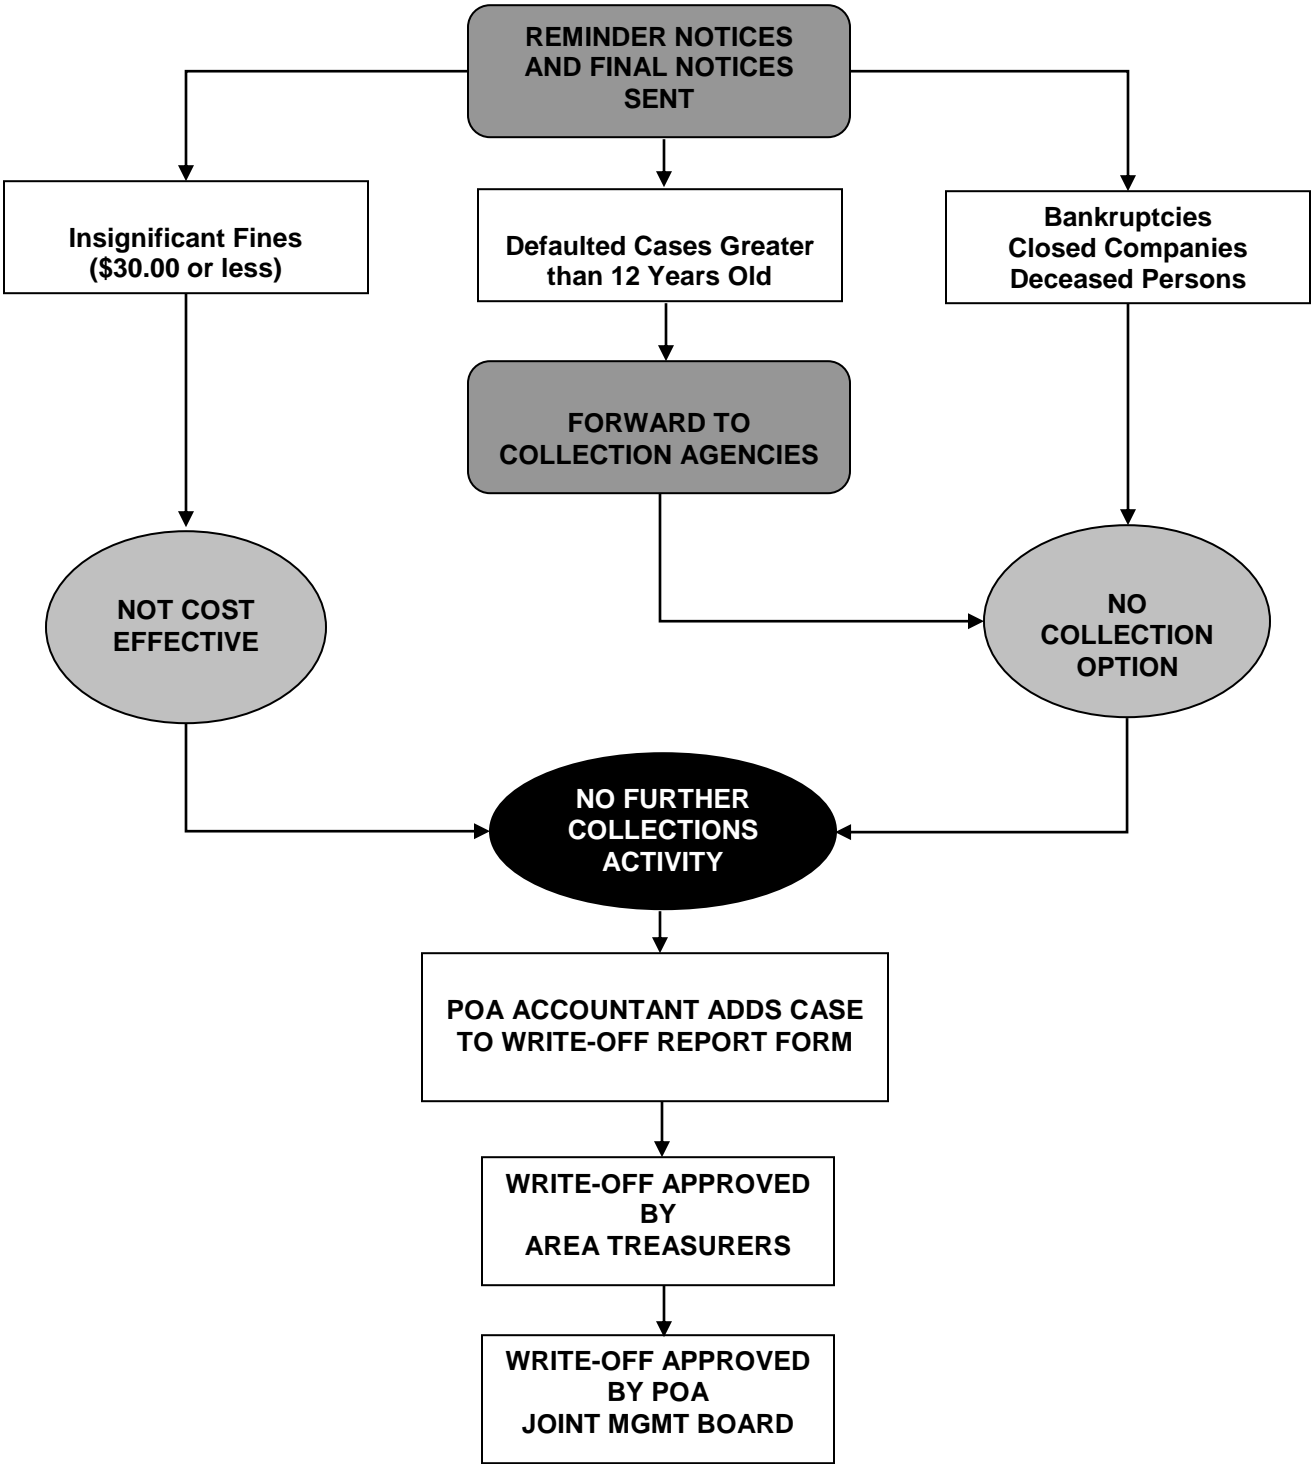 REMINDER NOTICES
AND FINAL NOTICES
SENT
Insignificant Fines
($30.00 or less)
Defaulted Cases Greater
than 12 Years Old
Bankruptcies
Closed Companies
Deceased Persons
FORWARD TO
COLLECTION AGENCIES
NOT COST
EFFECTIVE
NO
COLLECTION
OPTION
NO FURTHER
COLLECTIONS
ACTIVITY
POA ACCOUNTANT ADDS CASE
TO WRITE-OFF REPORT FORM
WRITE-OFF APPROVED
BY
AREA TREASURERS
WRITE-OFF APPROVED
BY POA
JOINT MGMT BOARD